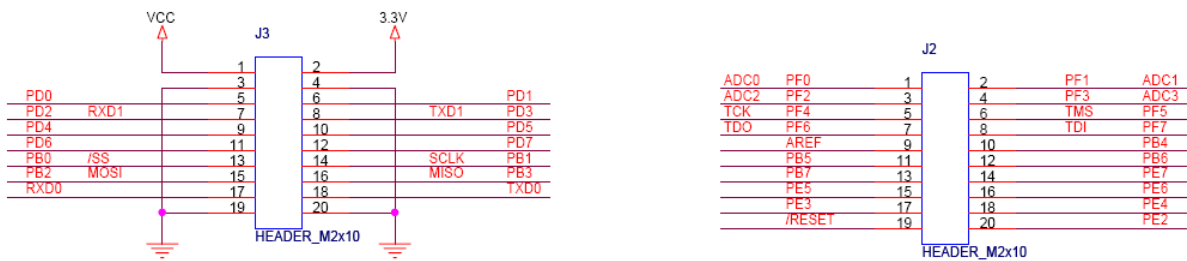 VCC 3.3V
J3
1 2
3 4
PD0 5 6 PD1
PD2 RXD1 7 8 TXD1 PD3
PD4 9 10 PD5
PD6 11 12 PD7
PB0 /SS 13 14 SCLK PB1
PB2 MOSI 15 16 MISO PB3
RXD0 17 18 TXD0
19 20
HEADER_M2x10
J2
ADC0 PF0 1 2 PF1 ADC1
ADC2 PF2 3 4 PF3 ADC3
TCK PF4 5 6 TMS PF5
TDO PF6 7 8 TDI PF7
AREF 9 10 PB4
PB5 11 12 PB6
PB7 13 14 PE7
PE5 15 16 PE6
PE3 17 18 PE4
/RESET 19 20 PE2
HEADER_M2x10